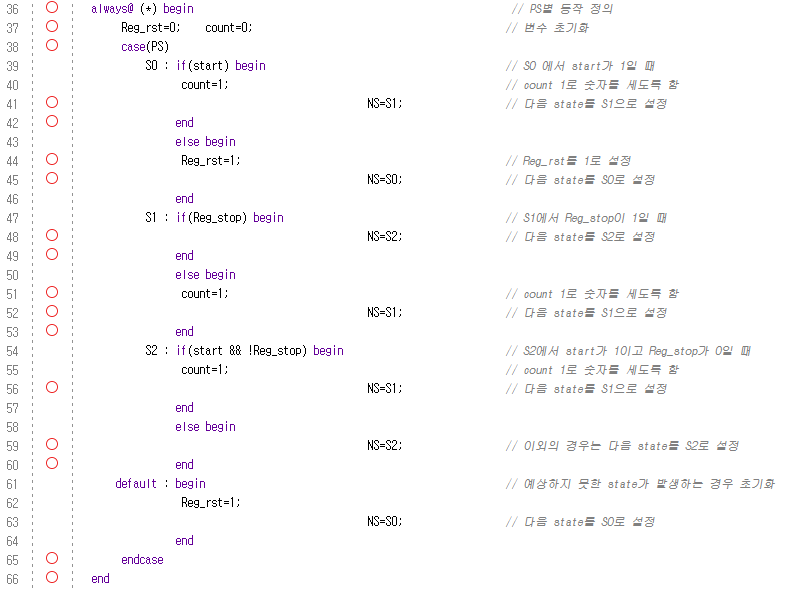 36 always@ (*) begin // PS별 동작 정의
37 Reg_rst=0; count=0; // 변수 초기화
38 case(PS)
39 S0 : if(start) begin // S0 에서 start가 1일 때
40 count=1; // count 1로 숫자를 세도록 함
41 NS=S1; // 다음 state를 S1으로 설정
42 end
43 else begin
44 Reg_rst=1; // Reg_rst를 1로 설정
45 NS=S0; // 다음 state를 S0로 설정
46 end
47 S1 : if(Reg_stop) begin // S1에서 Reg_stop이 1일 때
48 NS=S2; // 다음 state를 S2로 설정
49 end
50 else begin
51 count=1; // count 1로 숫자를 세도록 함
52 NS=S1; // 다음 state를 S1으로 설정
53 end
54 S2 : if(start && !Reg_stop) begin // S2에서 start가 1이고 Reg_stop가 0일 때
55 count=1; // count 1로 숫자를 세도록 함
56 NS=S1; // 다음 state를 S1으로 설정
57 end
58 else begin
59 NS=S2; // 이외의 경우는 다음 state를 S2로 설정
60 end
61 default : begin // 예상하지 못한 state가 발생하는 경우 초기화
62 Reg_rst=1;
63 NS=S0; // 다음 state를 S0로 설정
64 end
65 endcase
66 end